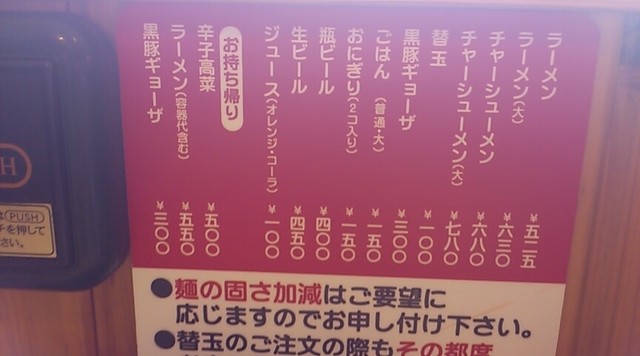 ラーメン ￥五二五
ラーメン(大) ￥六三〇
チャーシューメン ￥六八〇
チャーシューメン(大) ￥七八〇
替玉 ￥一〇〇
黒豚ギョーザ ￥三〇〇
ごはん(普通・大) ￥一五〇
おにぎり(2コ入り) ￥一五〇
瓶ビール ￥四〇〇
生ビール ￥四五〇
ジュース(オレンジ・コーラ) ￥一〇〇
お持ち帰り
辛子高菜 ￥五〇〇
ラーメン(容器代含む) ￥五五〇
黒豚ギョーザ ￥三〇〇
●麺の固さ加減はご要望に
応じますのでお申し付け下さい。
●替玉のご注文の際もその都度
H
PUSH
チを押して
さい。